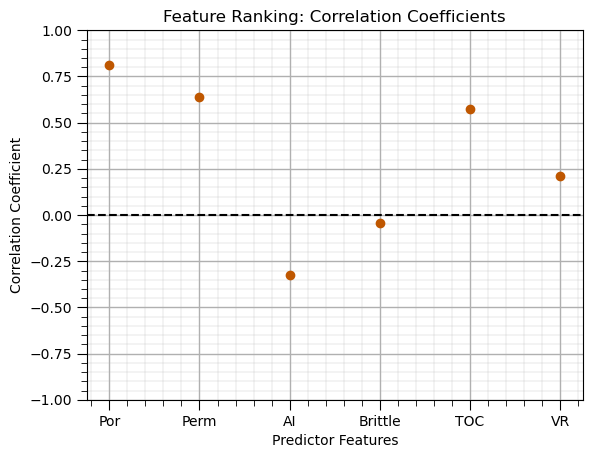 Feature Ranking: Correlation Coefficients
Correlation Coefficient
1.00
0.75
0.50
0.25
0.00
−0.25
−0.50
−0.75
−1.00
Por Perm AI Brittle TOC VR
Predictor Features